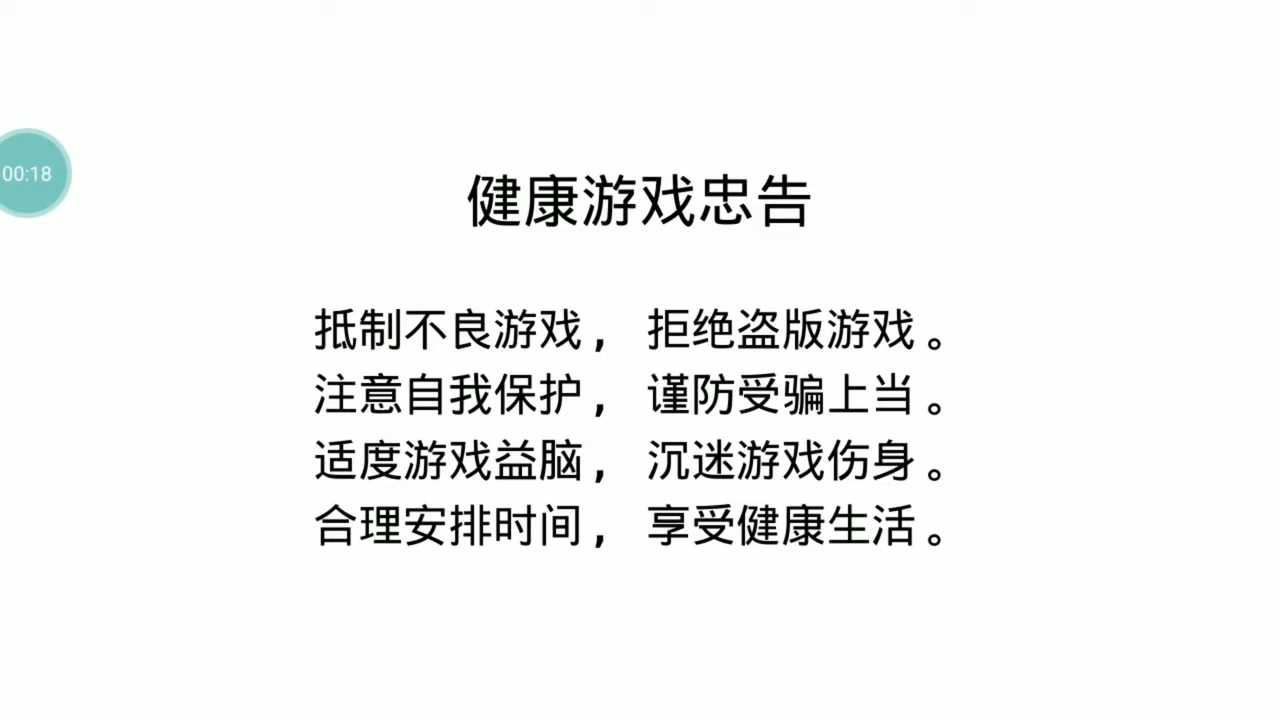 00:18
健康游戏忠告
抵制不良游戏， 拒绝盗版游戏。
注意自我保护， 谨防受骗上当。
适度游戏益脑， 沉迷游戏伤身。
合理安排时间， 享受健康生活。